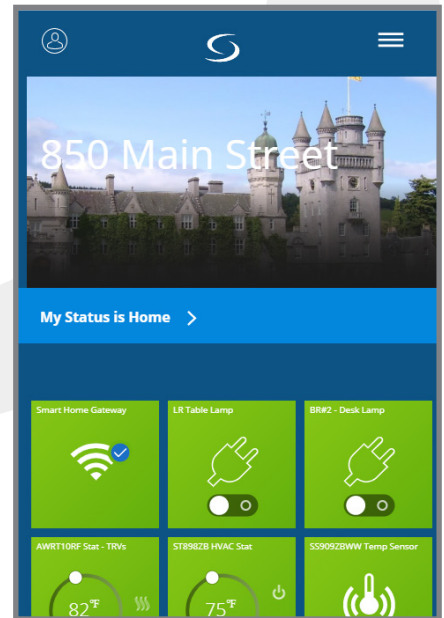 850 Main Street
My Status is Home
Smart Home Gateway
LR Table Lamp
BR#2 - Desk Lamp
AWRT10RF Stat - TRVs
ST898ZB HVAC Stat
SS909ZBWW Temp Sensor
82°F
75°F